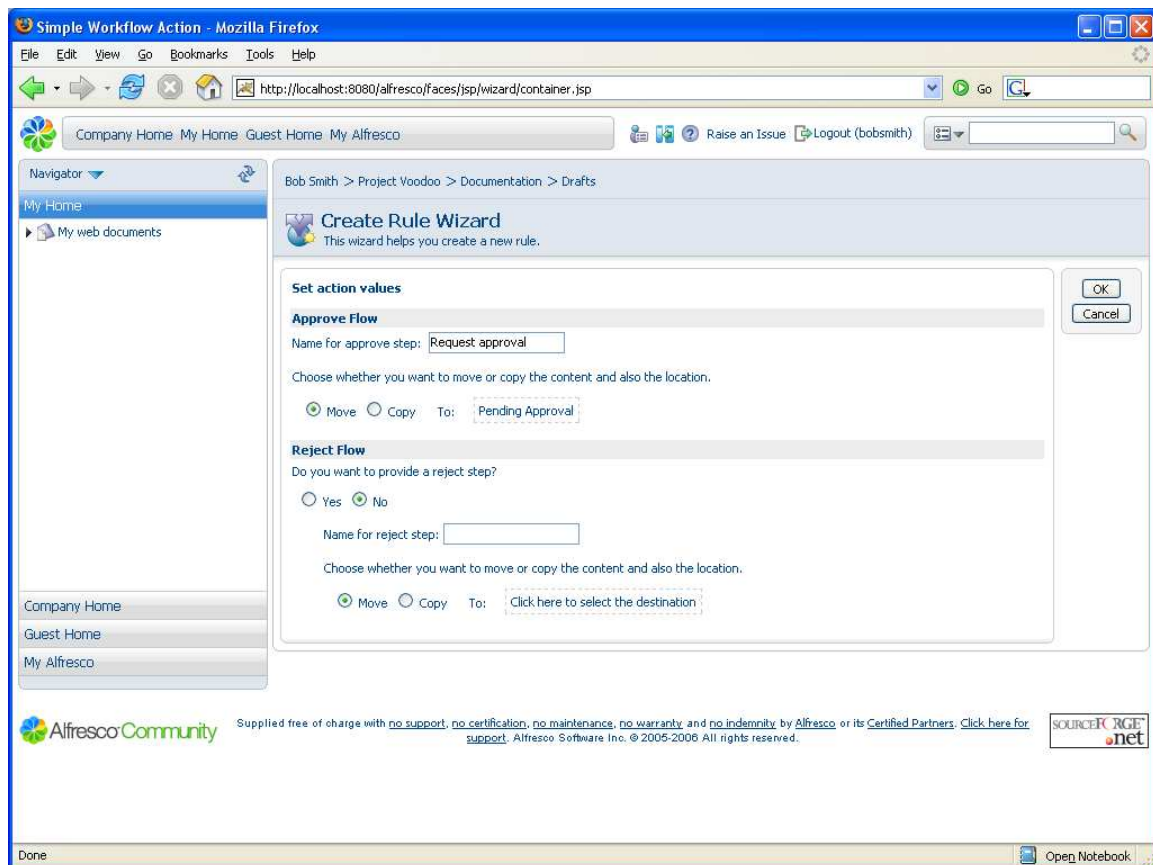 Simple Workflow Action - Mozilla Firefox
File Edit View Go Bookmarks Tools Help
http://localhost:8080/alfresco/faces/jsp/wizard/container.jsp Go G
Company Home My Home Guest Home My Alfresco Raise an Issue Logout (bobsmith)
Navigator
My Home
My web documents
Company Home
Guest Home
My Alfresco
Bob Smith > Project Voodoo > Documentation > Drafts
Create Rule Wizard
This wizard helps you create a new rule.
Set action values
Approve Flow
Name for approve step: Request approval
Choose whether you want to move or copy the content and also the location.
Move Copy To: Pending Approval
Reject Flow
Do you want to provide a reject step?
Yes No
Name for reject step:
Choose whether you want to move or copy the content and also the location.
Move Copy To: Click here to select the destination
OK
Cancel
Alfresco Community
Supplied free of charge with no support, no certification, no maintenance, no warranty and no indemnity by Alfresco or its Certified Partners. Click here for
support. Alfresco Software Inc. © 2005-2006 All rights reserved.
SOURCEFORGE
.net
Done Open Notebook